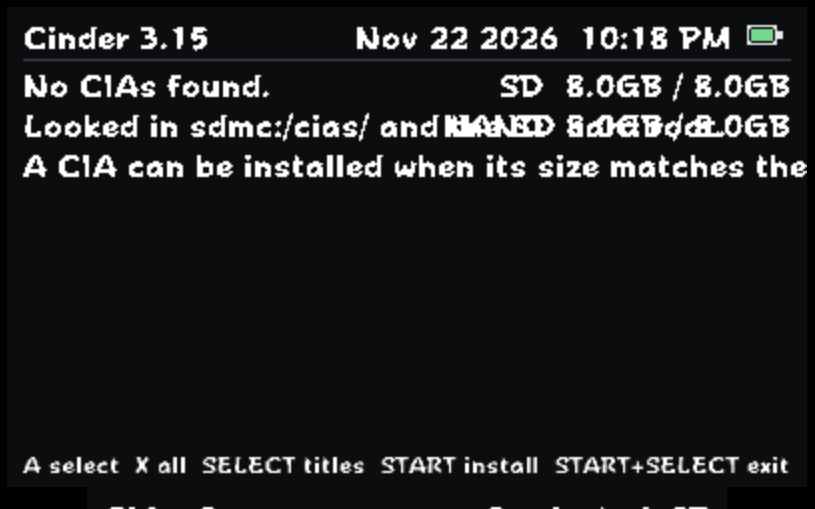 Cinder 3.15 Nov 22 2026 10:18 PM
No CIAs found. SD 8.0GB / 8.0GB
Looked in sdmc:/cias/ and
A CIA can be installed when its size matches the
A select X all SELECT titles START install START+SELECT exit